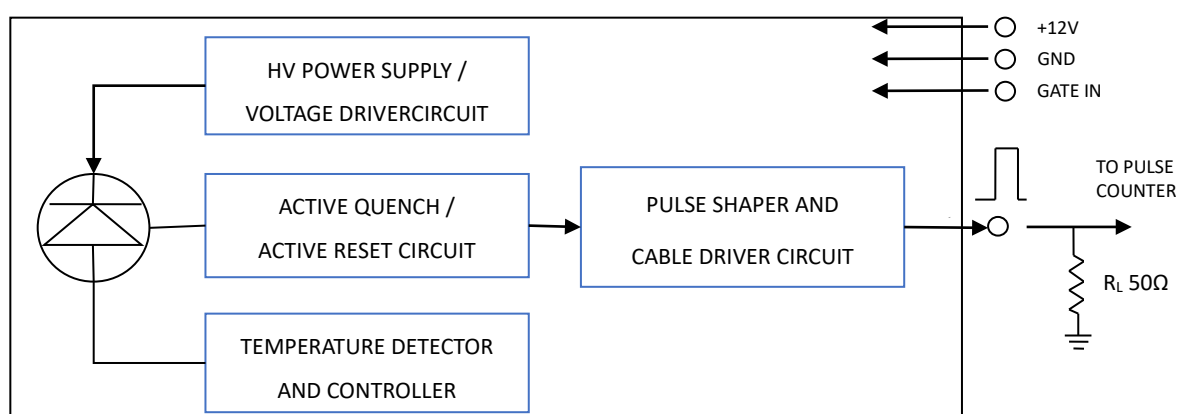 HV POWER SUPPLY /
VOLTAGE DRIVERCIRCUIT
+12V
GND
GATE IN
ACTIVE QUENCH /
ACTIVE RESET CIRCUIT
PULSE SHAPER AND
CABLE DRIVER CIRCUIT
TO PULSE
COUNTER
R_L 50Ω
TEMPERATURE DETECTOR
AND CONTROLLER